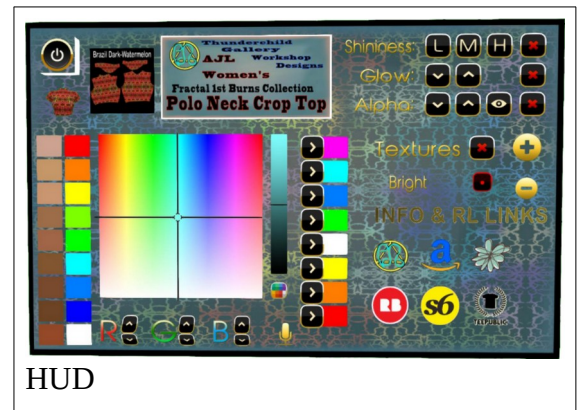 Brazil Dark-Watermelon
Thunderchild
Gallery
AJL Workshop
Designs
Women's
Fractal 1st Burns Collection
Polo Neck Crop Top
Shininess: L M H
Glow:
Alpha:
Textures
Bright
INFO & RL LINKS
a
RB
s6
TEEPUBLIC
R G B
HUD